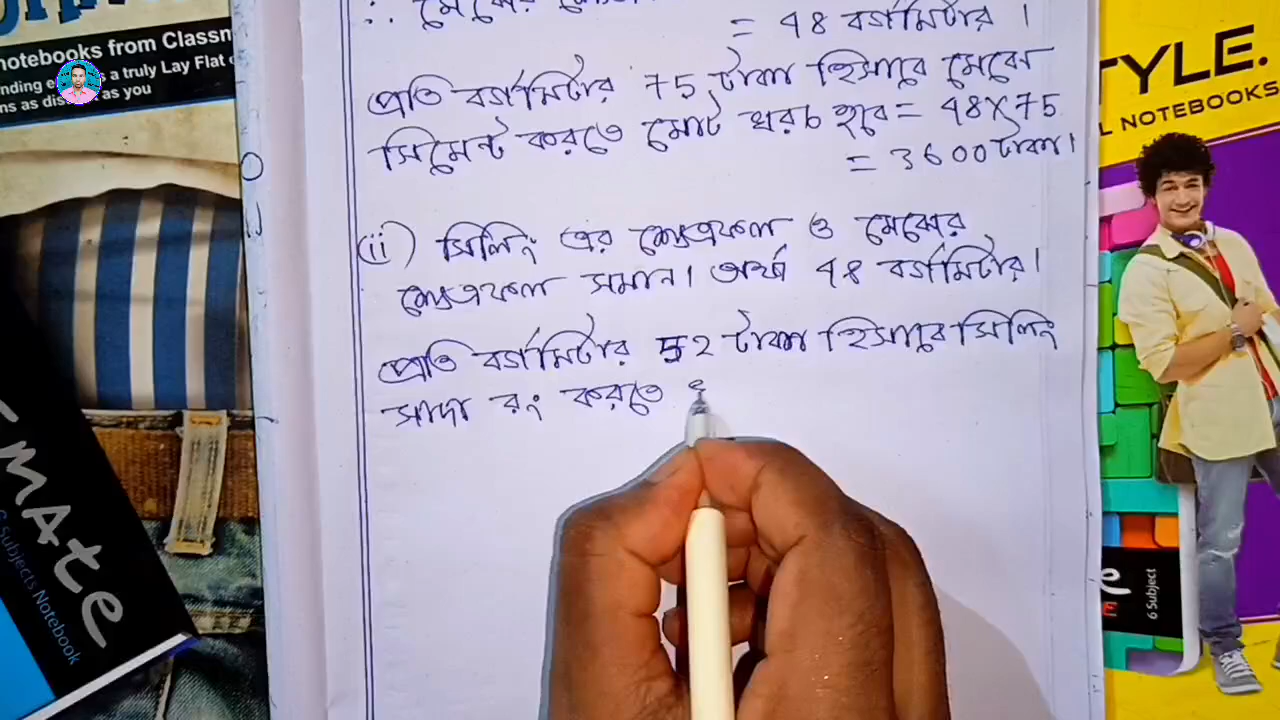 ∴ মেঝের
= 48 বর্গমিটার ।
প্রতি বর্গমিটার 75 টাকা হিসাবে মেঝে
সিমেন্ট করতে মোট খরচ হবে = 48X75
= 3600 টাকা।
(ii) সিলিং এর ক্ষেত্রফল ও মেঝের
ক্ষেত্রফল সমান। অর্থাৎ 48 বর্গমিটার।
প্রতি বর্গমিটার 52 টাকা হিসাবে সিলিং
সাদা রং করতে
notebooks from Classm
a truly Lay Flat
as you
MATE
6 Subjects Notebook
TYLE.
NOTEBOOKS
6 Subject